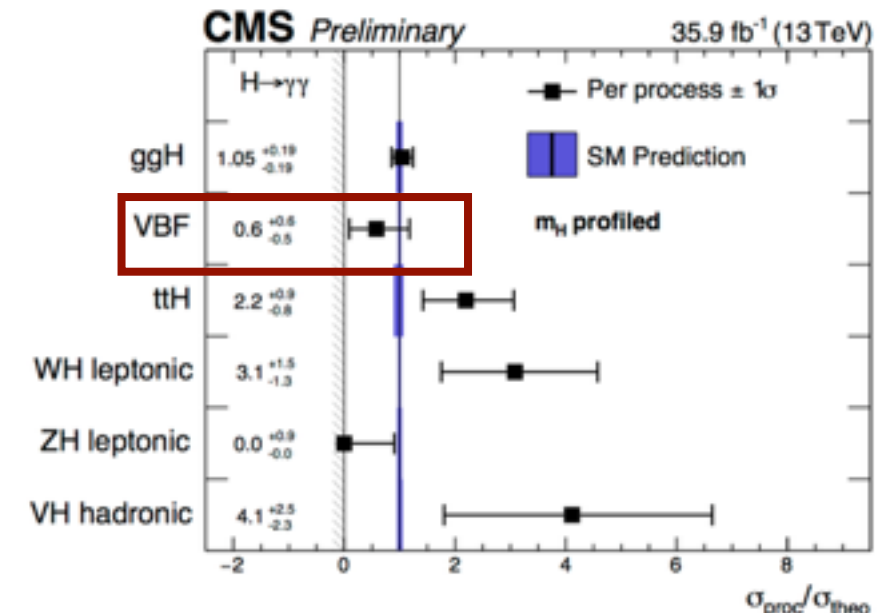 CMS Preliminary 35.9 fb⁻¹ (13 TeV)
H→γγ
Per process ± 1σ
ggH 1.05 +0.19 -0.19
SM Prediction
VBF 0.6 +0.6 -0.5
m_H profiled
ttH 2.2 +0.9 -0.8
WH leptonic 3.1 +1.5 -1.3
ZH leptonic 0.0 +0.9 -0.0
VH hadronic 4.1 +2.5 -2.3
−2 0 2 4 6 8
σ_proc/σ_theo